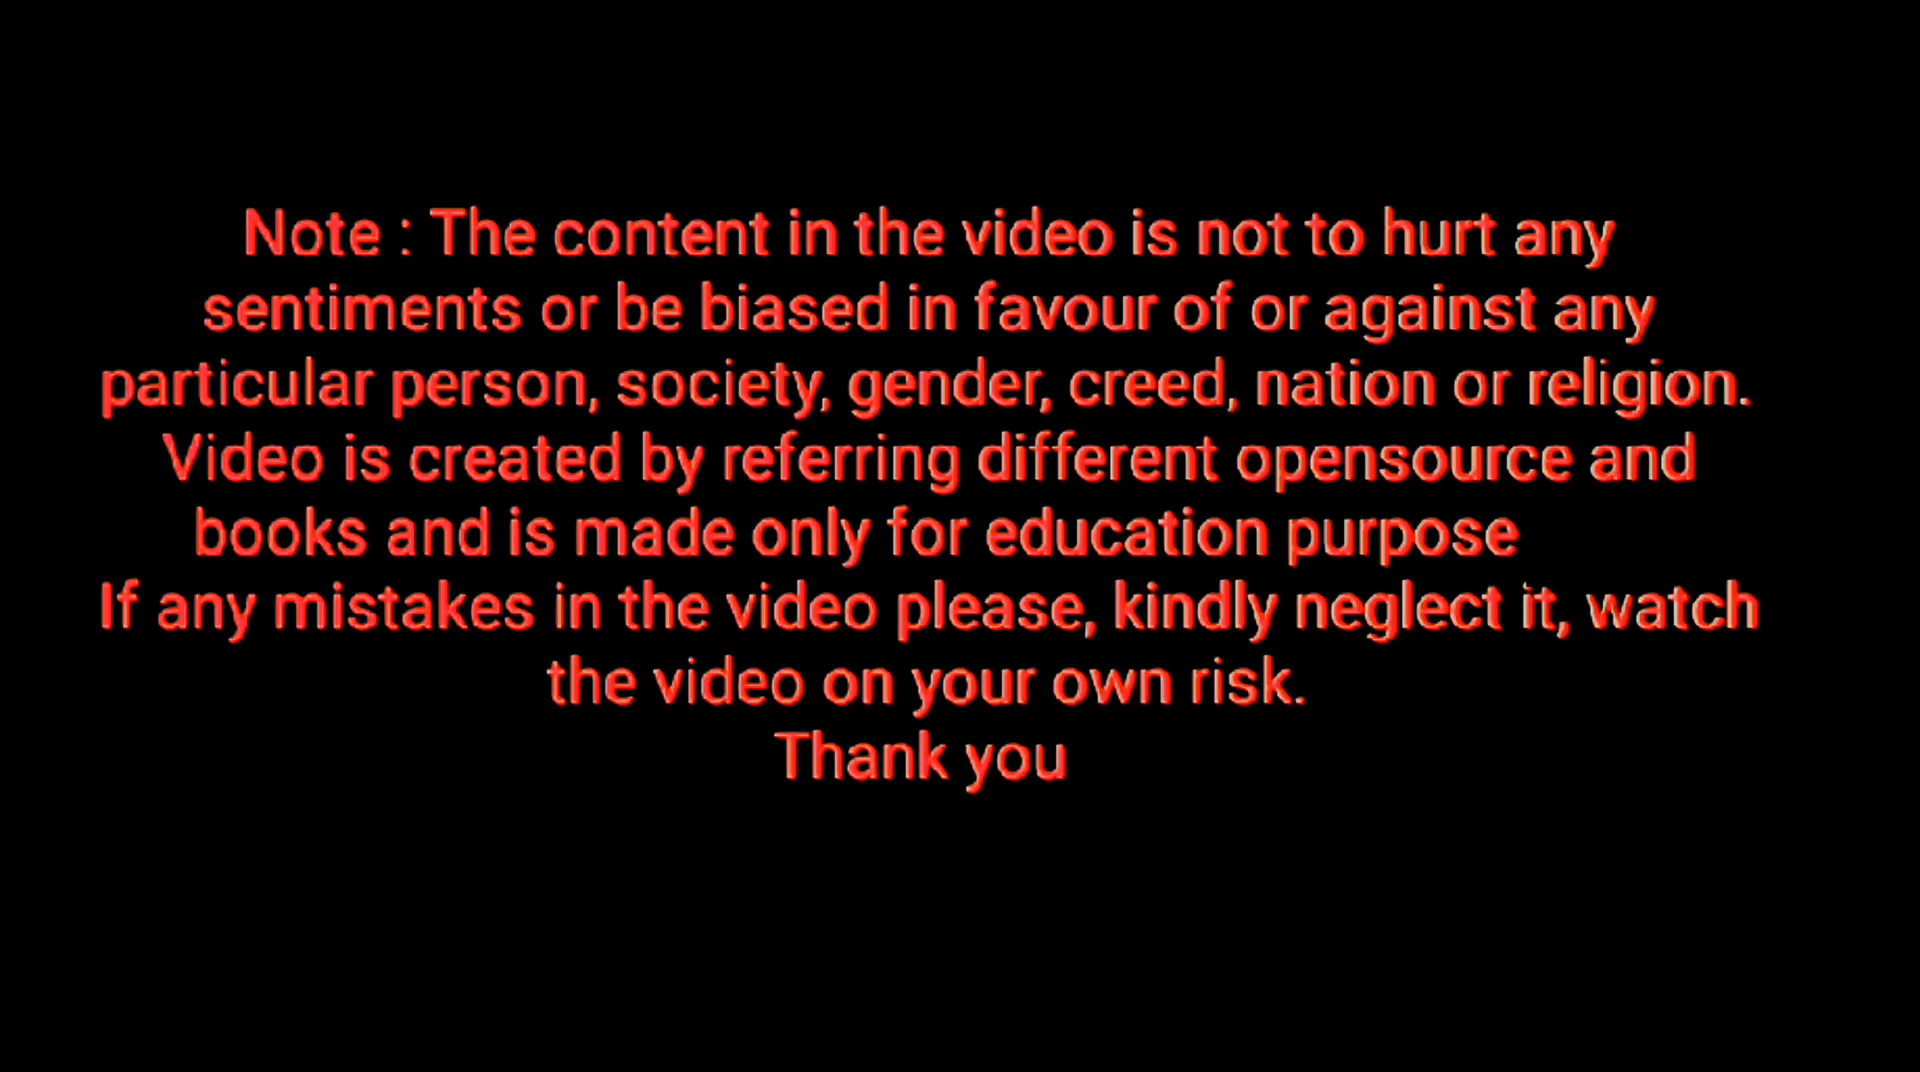 Note : The content in the video is not to hurt any
sentiments or be biased in favour of or against any
particular person, society, gender, creed, nation or religion.
Video is created by referring different opensource and
books and is made only for education purpose
If any mistakes in the video please, kindly neglect it, watch
the video on your own risk.
Thank you